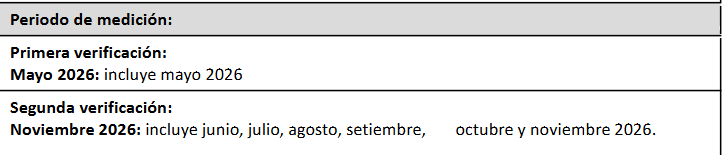 Periodo de medición:
Primera verificación:
Mayo 2026: incluye mayo 2026
Segunda verificación:
Noviembre 2026: incluye junio, julio, agosto, setiembre, octubre y noviembre 2026.